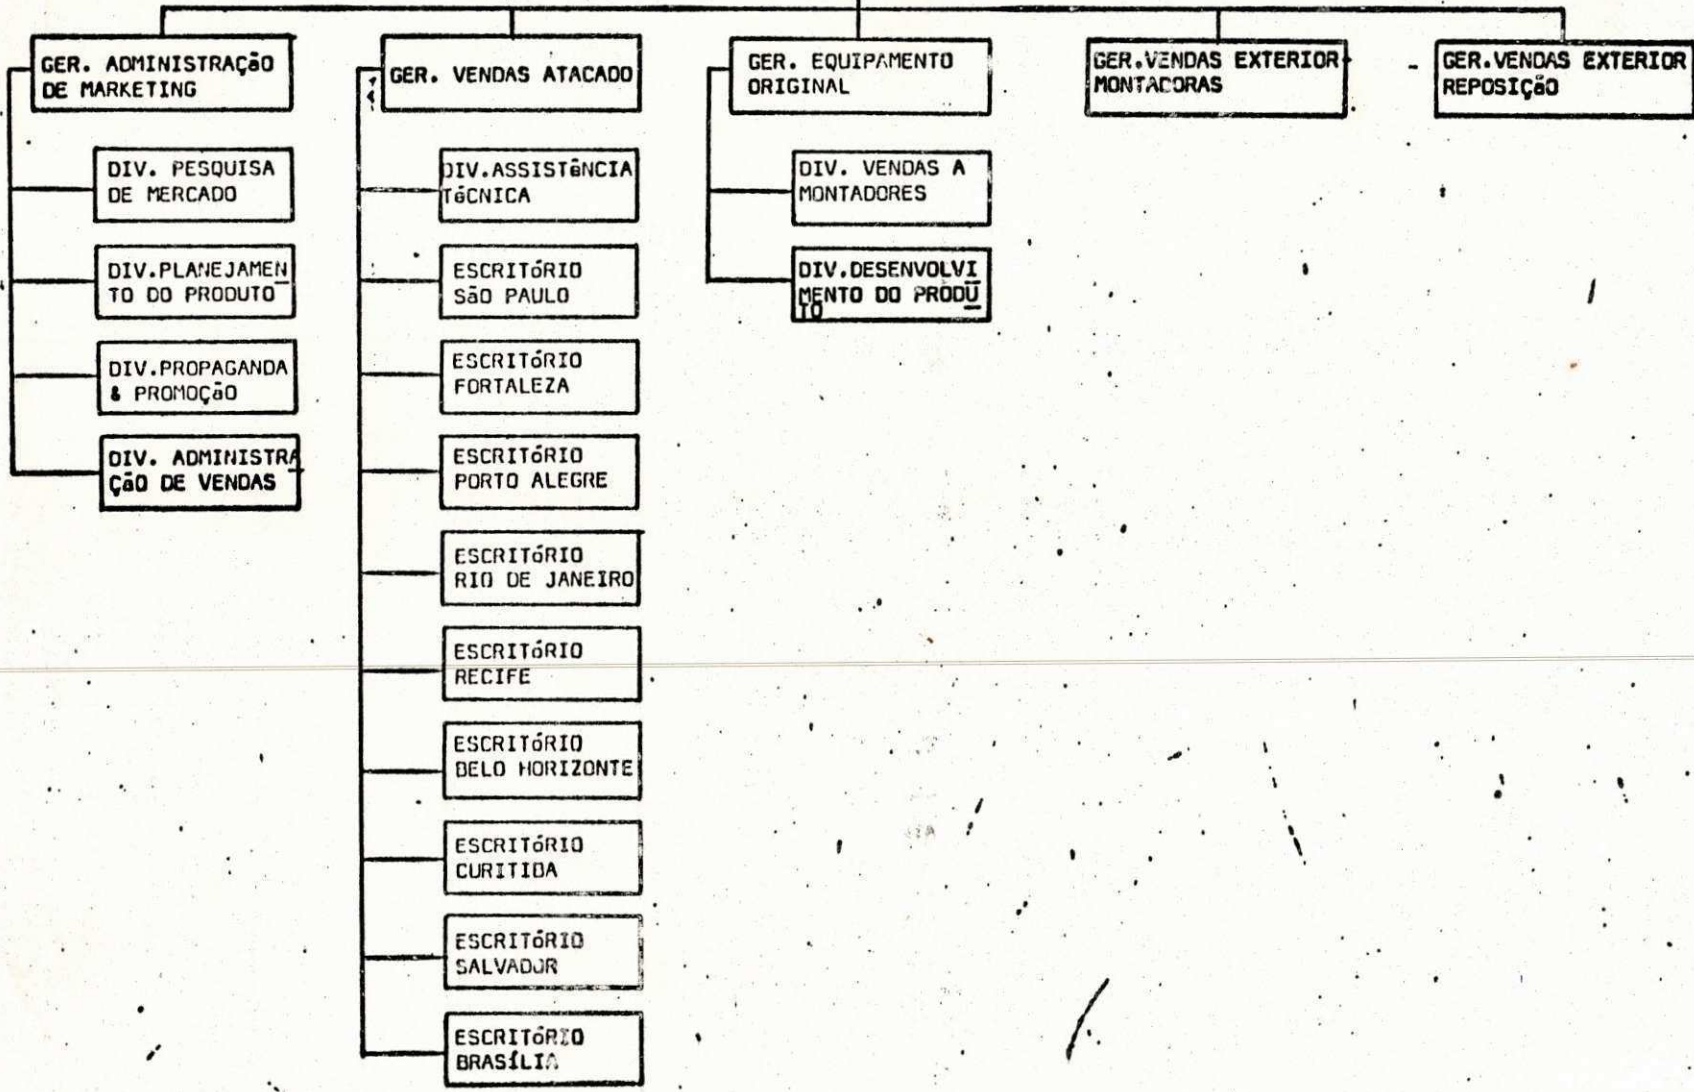 GER. ADMINISTRAÇãO
DE MARKETING
DIV. PESQUISA
DE MERCADO
DIV.PLANEJAMEN
TO DO PRODUTO
DIV.PROPAGANDA
& PROMOÇãO
DIV. ADMINISTRA
ÇãO DE VENDAS
GER. VENDAS ATACADO
DIV.ASSISTêNCIA
TéCNICA
ESCRITóRIO
SãO PAULO
ESCRITóRIO
FORTALEZA
ESCRITóRIO
PORTO ALEGRE
ESCRITóRIO
RIO DE JANEIRO
ESCRITóRIO
RECIFE
ESCRITóRIO
BELO HORIZONTE
ESCRITóRIO
CURITIBA
ESCRITóRIO
SALVADOR
ESCRITóRIO
BRASíLIA
GER. EQUIPAMENTO
ORIGINAL
DIV. VENDAS A
MONTADORES
DIV.DESENVOLVI
MENTO DO PRODU
TO
GER.VENDAS EXTERIOR
MONTADORAS
GER.VENDAS EXTERIOR
REPOSIÇãO